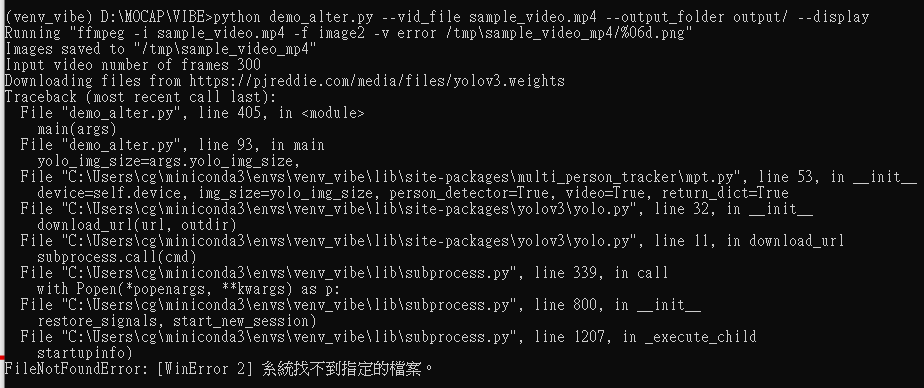 (venv_vibe) D:\MOCAP\VIBE>python demo_alter.py --vid_file sample_video.mp4 --output_folder output/ --display
Running "ffmpeg -i sample_video.mp4 -f image2 -v error /tmp\sample_video_mp4/%06d.png"
Images saved to "/tmp\sample_video_mp4"
Input video number of frames 300
Downloading files from https://pjreddie.com/media/files/yolov3.weights
Traceback (most recent call last):
  File "demo_alter.py", line 405, in <module>
    main(args)
  File "demo_alter.py", line 93, in main
    yolo_img_size=args.yolo_img_size,
  File "C:\Users\cg\miniconda3\envs\venv_vibe\lib\site-packages\multi_person_tracker\mpt.py", line 53, in __init__
    device=self.device, img_size=yolo_img_size, person_detector=True, video=True, return_dict=True
  File "C:\Users\cg\miniconda3\envs\venv_vibe\lib\site-packages\yolov3\yolo.py", line 32, in __init__
    download_url(url, outdir)
  File "C:\Users\cg\miniconda3\envs\venv_vibe\lib\site-packages\yolov3\yolo.py", line 11, in download_url
    subprocess.call(cmd)
  File "C:\Users\cg\miniconda3\envs\venv_vibe\lib\subprocess.py", line 339, in call
    with Popen(*popenargs, **kwargs) as p:
  File "C:\Users\cg\miniconda3\envs\venv_vibe\lib\subprocess.py", line 800, in __init__
    restore_signals, start_new_session)
  File "C:\Users\cg\miniconda3\envs\venv_vibe\lib\subprocess.py", line 1207, in _execute_child
    startupinfo)
FileNotFoundError: [WinError 2] 系統找不到指定的檔案。